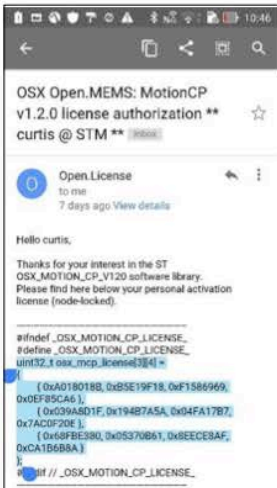 10:46
OSX Open.MEMS: MotionCP
v1.2.0 license authorization **
curtis @ STM ** Inbox
O
Open.License
to me
7 days ago View details
Hello curtis,
Thanks for your interest in the ST
OSX_MOTION_CP_V120 software library.
Please find here below your personal activation
license (node-locked).
#ifndef _OSX_MOTION_CP_LICENSE_
#define _OSX_MOTION_CP_LICENSE_
uint32_t osx_mcp_license[3][4] =
{
{ 0xA018018B, 0xB5E19F18, 0xF1586969,
0x0EF85CA6 },
{ 0x039A8D1F, 0x194B7A5A, 0x04FA17B7,
0x7AC0F20E },
{ 0x68FBE380, 0x05370B61, 0x8EECE8AF,
0xCA1B6B8A }
};
// _OSX_MOTION_CP_LICENSE_